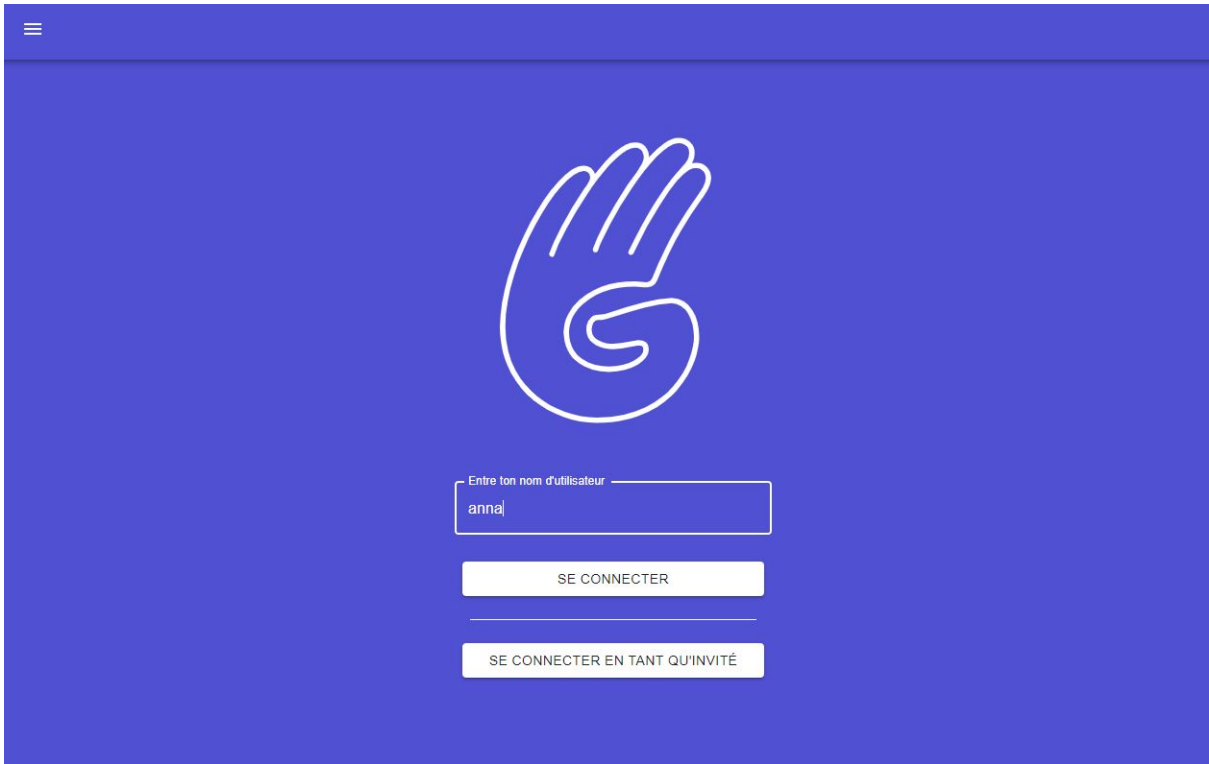 Entre ton nom d'utilisateur
anna
SE CONNECTER
SE CONNECTER EN TANT QU'INVITÉ